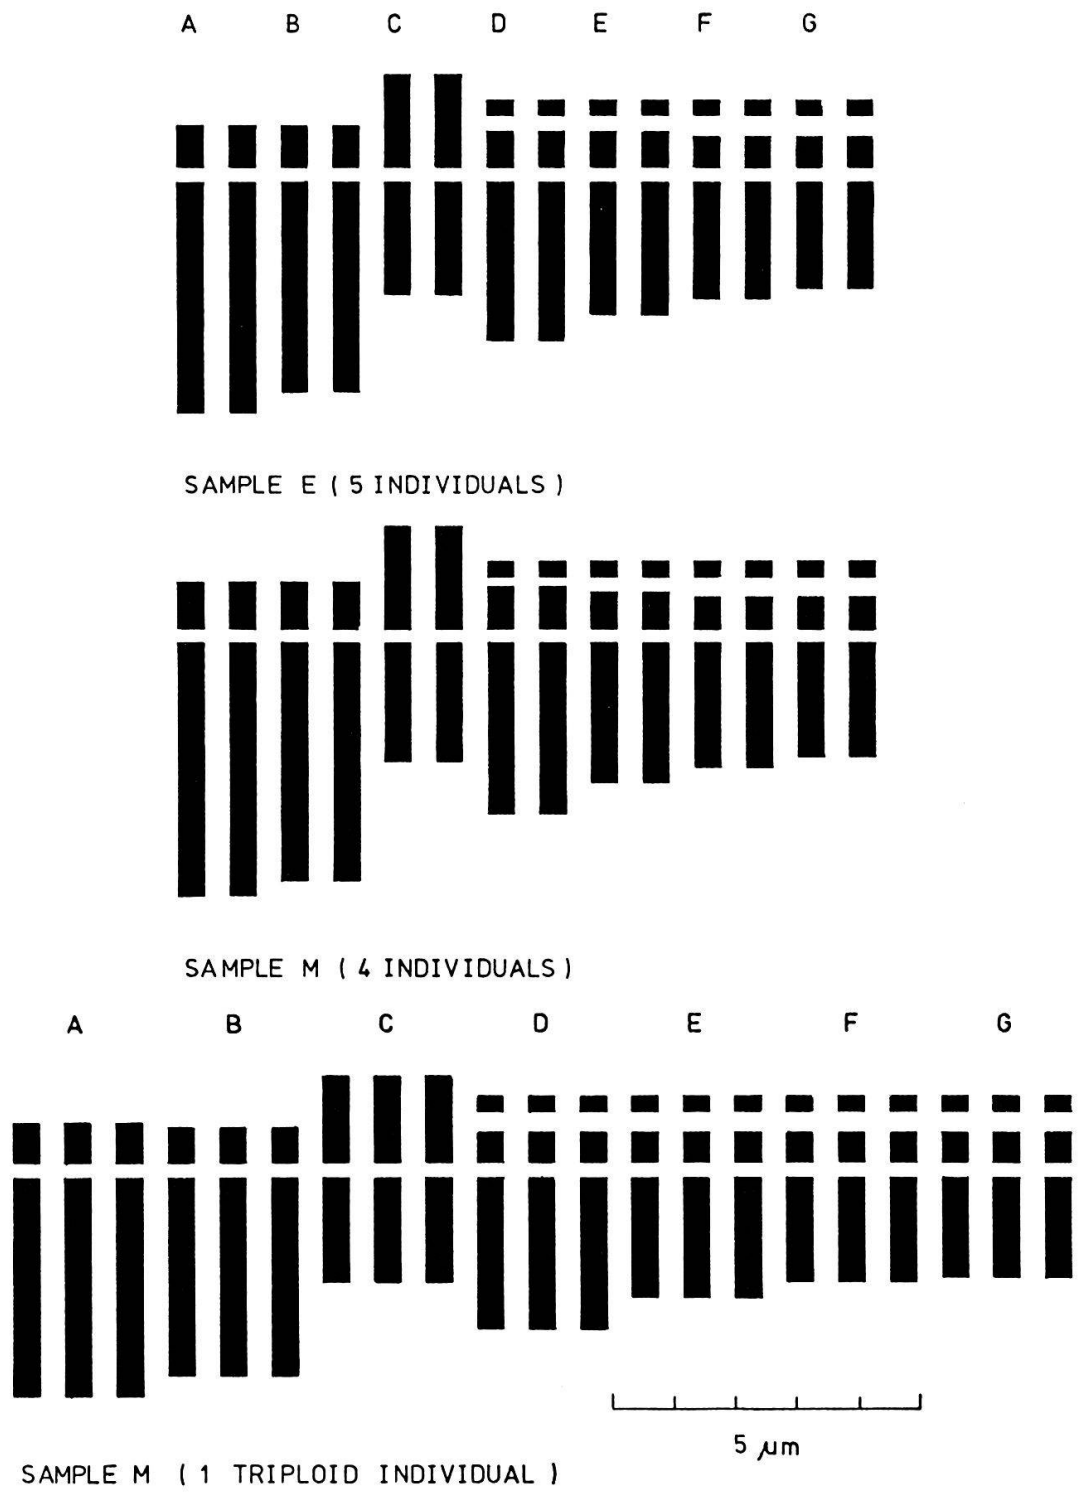 A B C D E F G
SAMPLE E ( 5 INDIVIDUALS )
SAMPLE M ( 4 INDIVIDUALS )
A B C D E F G
5 µm
SAMPLE M ( 1 TRIPLOID INDIVIDUAL )